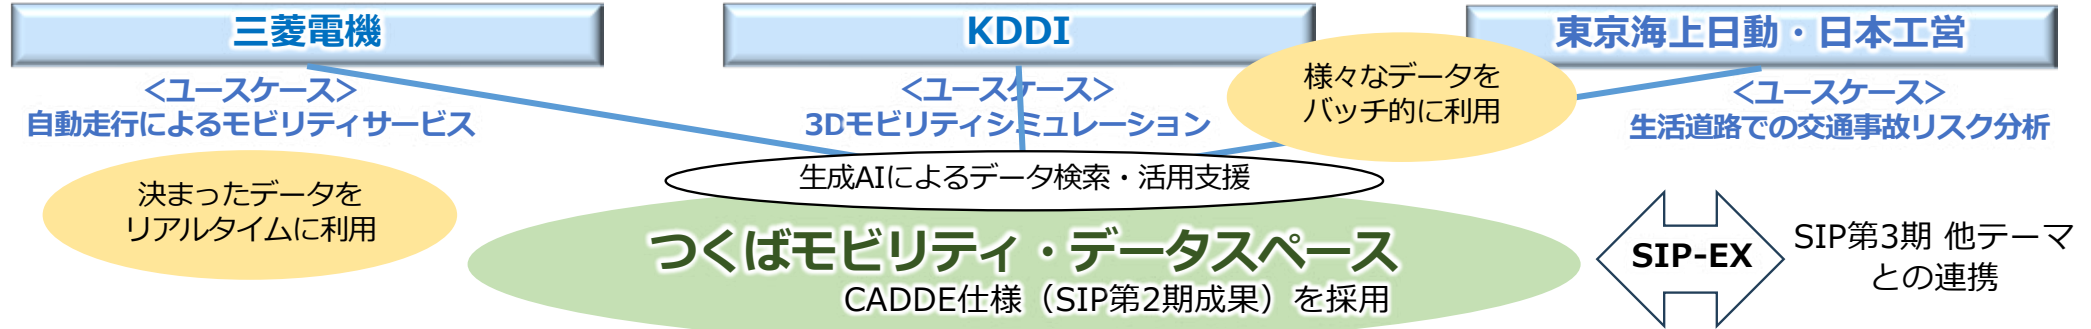 三菱電機
<ユースケース>
自動走行によるモビリティサービス
決まったデータを
リアルタイムに利用
KDDI
<ユースケース>
3Dモビリティシミュレーション
様々なデータを
バッチ的に利用
東京海上日動・日本工営
<ユースケース>
生活道路での交通事故リスク分析
生成AIによるデータ検索・活用支援
つくばモビリティ・データスペース
CADDE仕様（SIP第2期成果）を採用
SIP-EX
SIP第3期 他テーマ
との連携